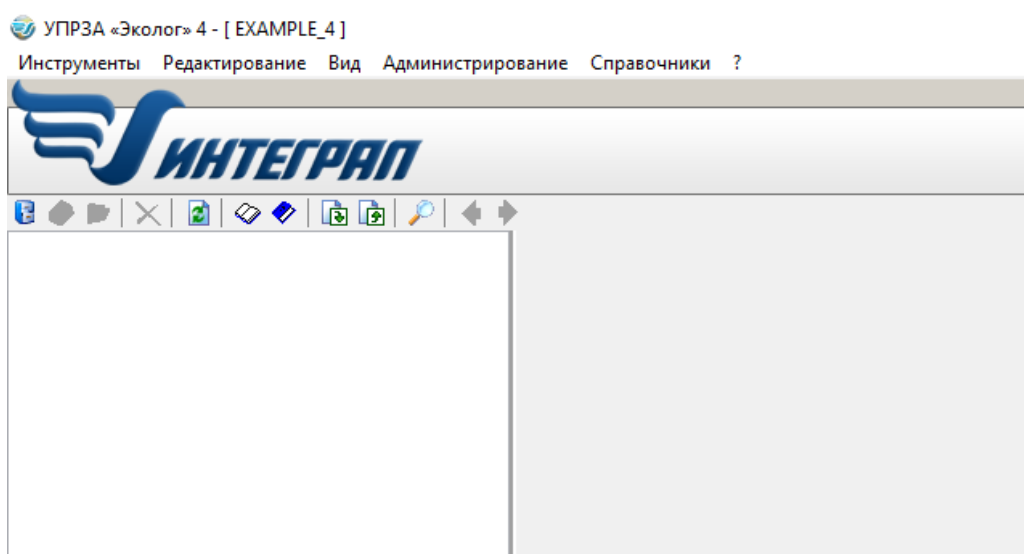 УПРЗА «Эколог» 4 - [ EXAMPLE_4 ]
Инструменты Редактирование Вид Администрирование Справочники ?
ИНТЕГРАЛ